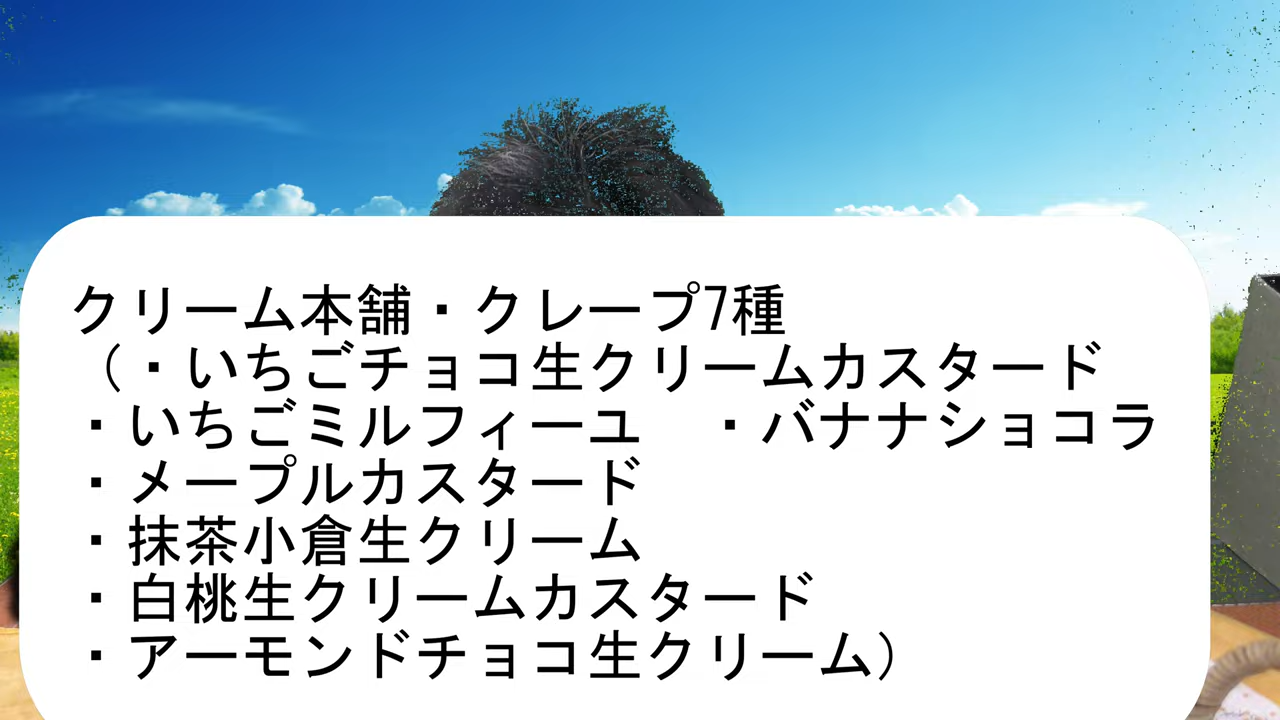 クリーム本舗・クレープ7種
（・いちごチョコ生クリームカスタード
・いちごミルフィーユ　・バナナショコラ
・メープルカスタード
・抹茶小倉生クリーム
・白桃生クリームカスタード
・アーモンドチョコ生クリーム）